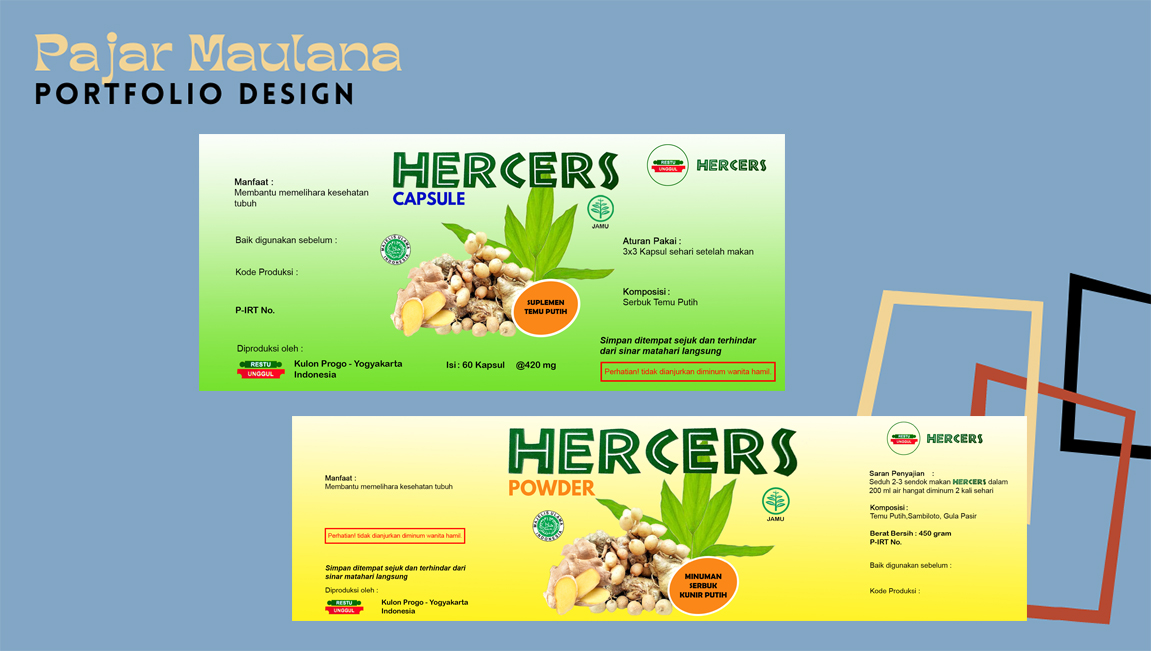 Pajar Maulana
PORTFOLIO DESIGN
HERCERS
CAPSULE
RESTU
UNGGUL
HERCERS
Manfaat :
Membantu memelihara kesehatan
tubuh
Baik digunakan sebelum :
Kode Produksi :
P-IRT No.
Diproduksi oleh :
RESTU
UNGGUL
Kulon Progo - Yogyakarta
Indonesia
MAJELIS ULAMA
INDONESIA
JAMU
SUPLEMEN
TEMU PUTIH
Isi : 60 Kapsul @420 mg
Aturan Pakai :
3x3 Kapsul sehari setelah makan
Komposisi :
Serbuk Temu Putih
Simpan ditempat sejuk dan terhindar
dari sinar matahari langsung
Perhatian! tidak dianjurkan diminum wanita hamil.
HERCERS
POWDER
RESTU
UNGGUL
HERCERS
Manfaat :
Membantu memelihara kesehatan tubuh
Perhatian! tidak dianjurkan diminum wanita hamil.
Simpan ditempat sejuk dan terhindar dari
sinar matahari langsung
Diproduksi oleh :
RESTU
UNGGUL
Kulon Progo - Yogyakarta
Indonesia
MAJELIS ULAMA
INDONESIA
JAMU
MINUMAN
SERBUK
KUNIR PUTIH
Saran Penyajian :
Seduh 2-3 sendok makan HERCERS dalam
200 ml air hangat diminum 2 kali sehari
Komposisi :
Temu Putih,Sambiloto, Gula Pasir
Berat Bersih : 450 gram
P-IRT No.
Baik digunakan sebelum :
Kode Produksi :